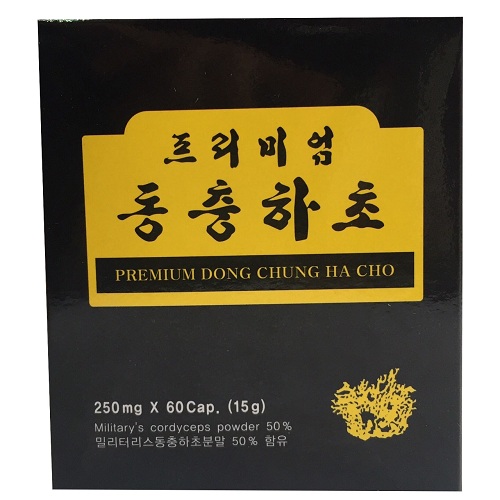 프리미엄
동충하초
PREMIUM DONG CHUNG HA CHO
250mg X 60Cap. (15g)
Military's cordyceps powder 50%
밀리터리스동충하초분말 50% 함유